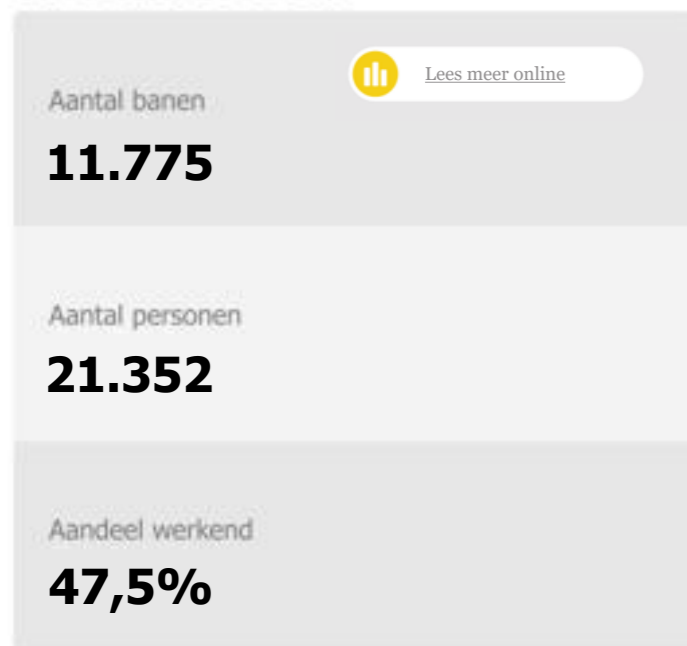 Lees meer online
Aantal banen
11.775
Aantal personen
21.352
Aandeel werkend
47,5%